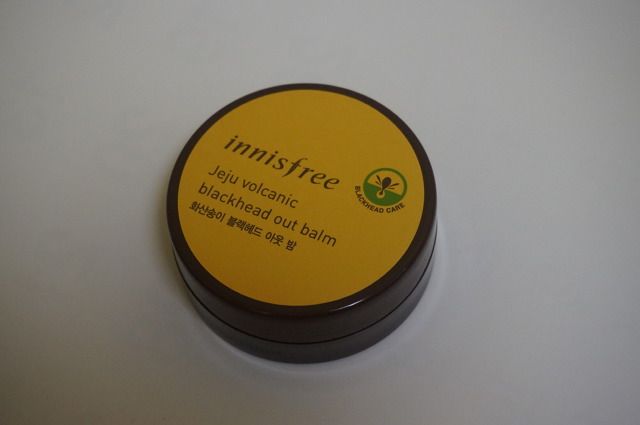 innisfree
Jeju volcanic
blackhead out balm
화산송이 블랙헤드 아웃 밤
BLACKHEAD CARE